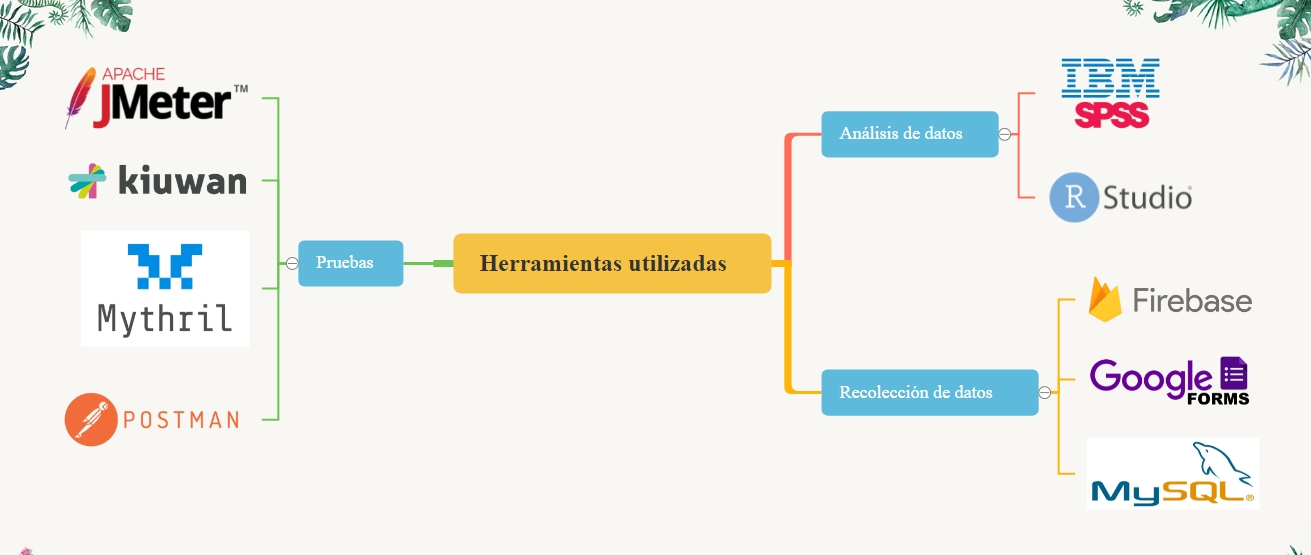 APACHE
JMeter™
kiuwan
Mythril
POSTMAN
Pruebas
Herramientas utilizadas
Análisis de datos
IBM
SPSS
R Studio®
Recolección de datos
Firebase
Google
FORMS
MySQL®